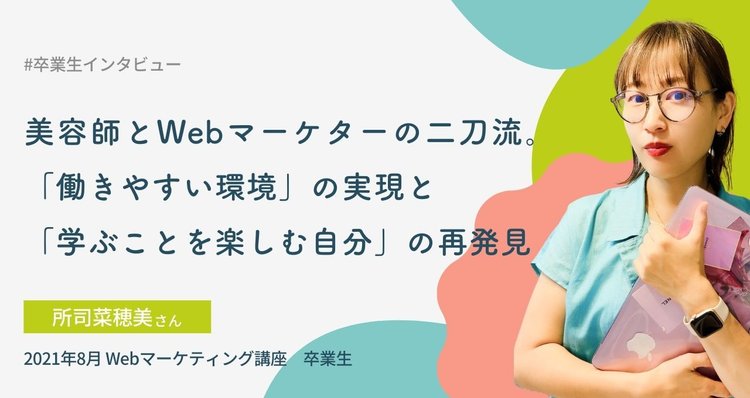 #卒業生インタビュー
美容師とWebマーケターの二刀流。
「働きやすい環境」の実現と
「学ぶことを楽しむ自分」の再発見
所司菜穂美さん
2021年8月 Webマーケティング講座　卒業生